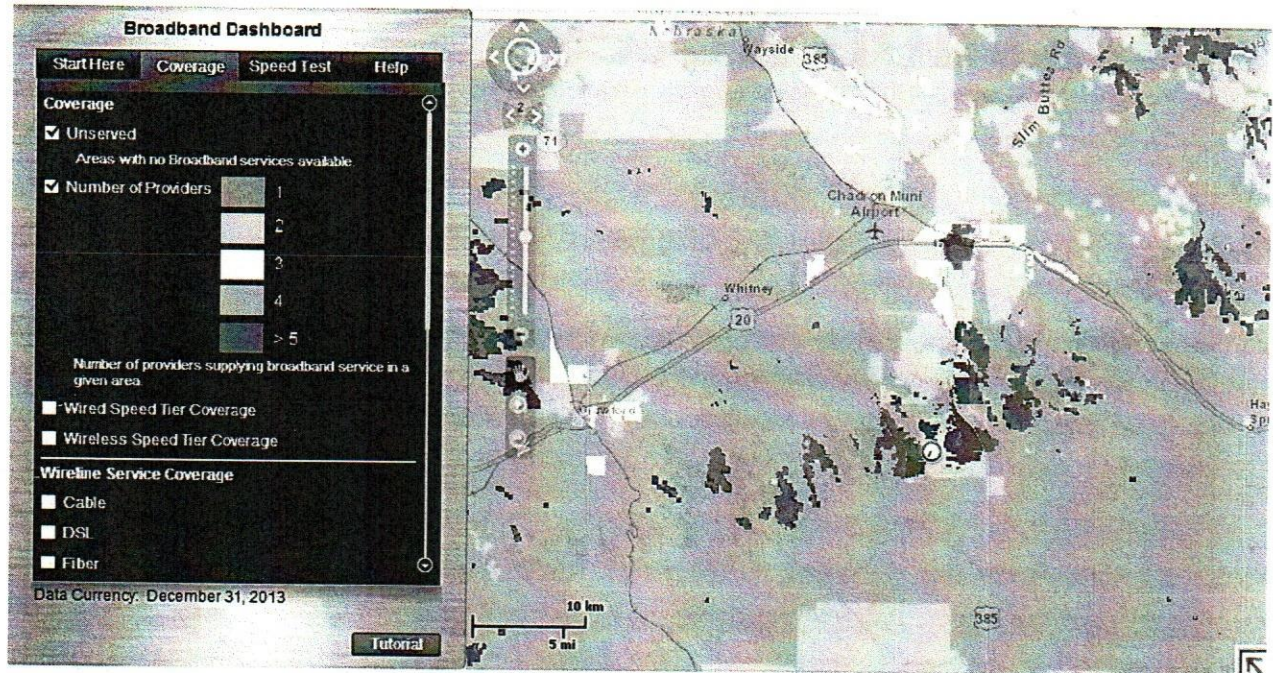 Broadband Dashboard
Start Here Coverage Speed Test Help
Coverage
Unserved
Areas with no Broadband services available.
Number of Providers
1
2
3
4
> 5
Number of providers supplying broadband service in a
given area.
Wired Speed Tier Coverage
Wireless Speed Tier Coverage
Wireline Service Coverage
Cable
DSL
Fiber
Data Currency: December 31, 2013
Tutorial
Nebraska
Wayside
385
Slim Buttes Rd
2
71
Chadron Muni
Airport
Whitney
20
Crawford
10 km
5 mi
385